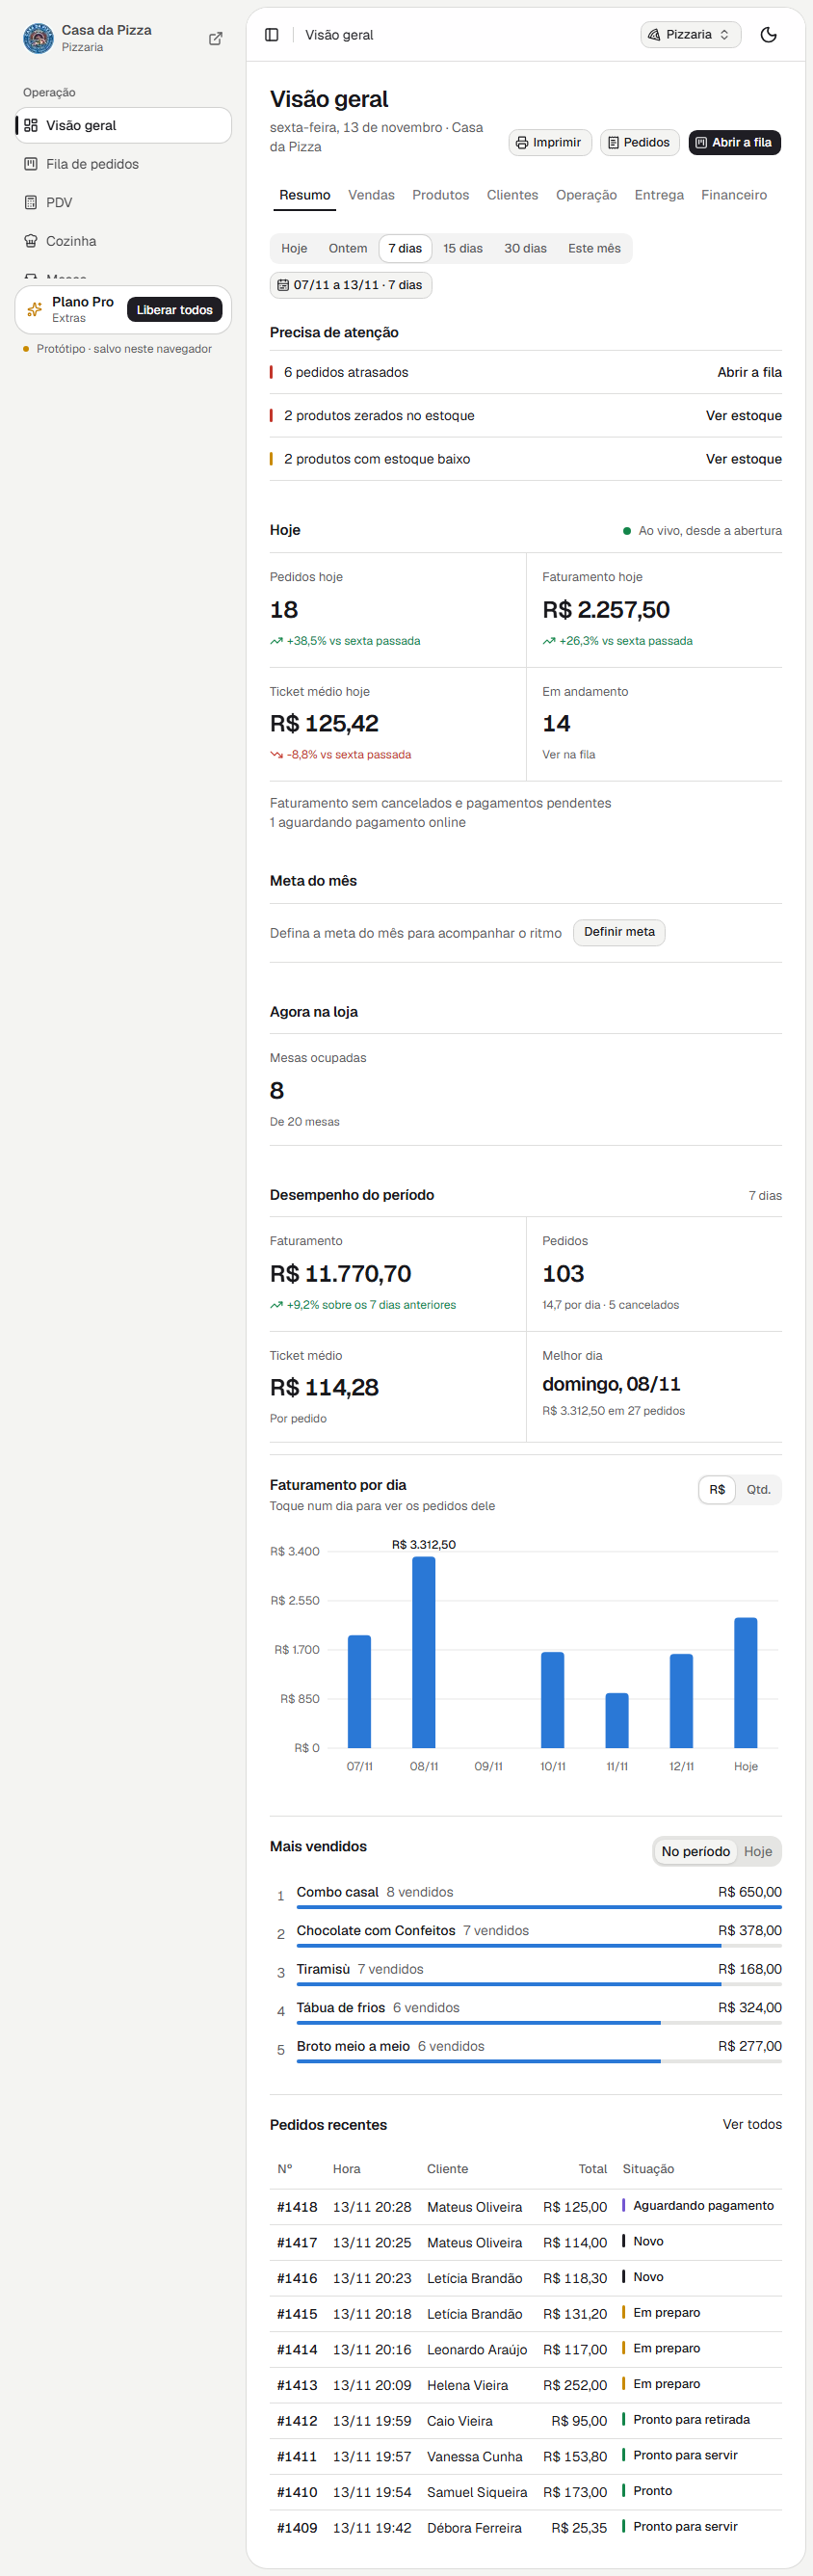 Casa da Pizza
Pizzaria
Operação
Visão geral
Fila de pedidos
PDV
Cozinha
Plano Pro
Extras
Liberar todos
Protótipo · salvo neste navegador
Visão geral
Pizzaria
Visão geral
sexta-feira, 13 de novembro · Casa
da Pizza
Imprimir
Pedidos
Abrir a fila
Resumo Vendas Produtos Clientes Operação Entrega Financeiro
Hoje Ontem 7 dias 15 dias 30 dias Este mês
07/11 a 13/11 · 7 dias
Precisa de atenção
6 pedidos atrasados Abrir a fila
2 produtos zerados no estoque Ver estoque
2 produtos com estoque baixo Ver estoque
Hoje Ao vivo, desde a abertura
Pedidos hoje
18
+38,5% vs sexta passada
Faturamento hoje
R$ 2.257,50
+26,3% vs sexta passada
Ticket médio hoje
R$ 125,42
-8,8% vs sexta passada
Em andamento
14
Ver na fila
Faturamento sem cancelados e pagamentos pendentes
1 aguardando pagamento online
Meta do mês
Defina a meta do mês para acompanhar o ritmo Definir meta
Agora na loja
Mesas ocupadas
8
De 20 mesas
Desempenho do período 7 dias
Faturamento
R$ 11.770,70
+9,2% sobre os 7 dias anteriores
Pedidos
103
14,7 por dia · 5 cancelados
Ticket médio
R$ 114,28
Por pedido
Melhor dia
domingo, 08/11
R$ 3.312,50 em 27 pedidos
Faturamento por dia
Toque num dia para ver os pedidos dele
R$ Qtd.
R$ 3.312,50
R$ 3.400
R$ 2.550
R$ 1.700
R$ 850
R$ 0
07/11 08/11 09/11 10/11 11/11 12/11 Hoje
Mais vendidos No período Hoje
1 Combo casal 8 vendidos R$ 650,00
2 Chocolate com Confeitos 7 vendidos R$ 378,00
3 Tiramisù 7 vendidos R$ 168,00
4 Tábua de frios 6 vendidos R$ 324,00
5 Broto meio a meio 6 vendidos R$ 277,00
Pedidos recentes Ver todos
Nº Hora Cliente Total Situação
#1418 13/11 20:28 Mateus Oliveira R$ 125,00 Aguardando pagamento
#1417 13/11 20:25 Mateus Oliveira R$ 114,00 Novo
#1416 13/11 20:23 Letícia Brandão R$ 118,30 Novo
#1415 13/11 20:18 Letícia Brandão R$ 131,20 Em preparo
#1414 13/11 20:16 Leonardo Araújo R$ 117,00 Em preparo
#1413 13/11 20:09 Helena Vieira R$ 252,00 Em preparo
#1412 13/11 19:59 Caio Vieira R$ 95,00 Pronto para retirada
#1411 13/11 19:57 Vanessa Cunha R$ 153,80 Pronto para servir
#1410 13/11 19:54 Samuel Siqueira R$ 173,00 Pronto
#1409 13/11 19:42 Débora Ferreira R$ 25,35 Pronto para servir